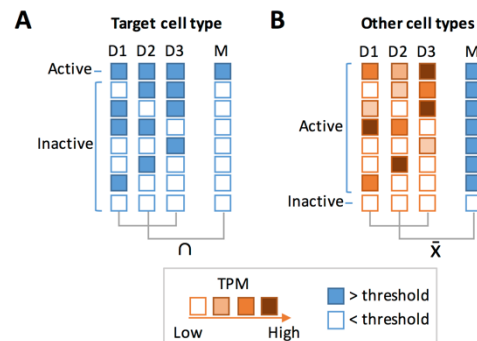 A Target cell type
D1 D2 D3 M
Active
Inactive
∩
B Other cell types
D1 D2 D3 M
Active
Inactive
x̄
TPM
Low High
> threshold
< threshold